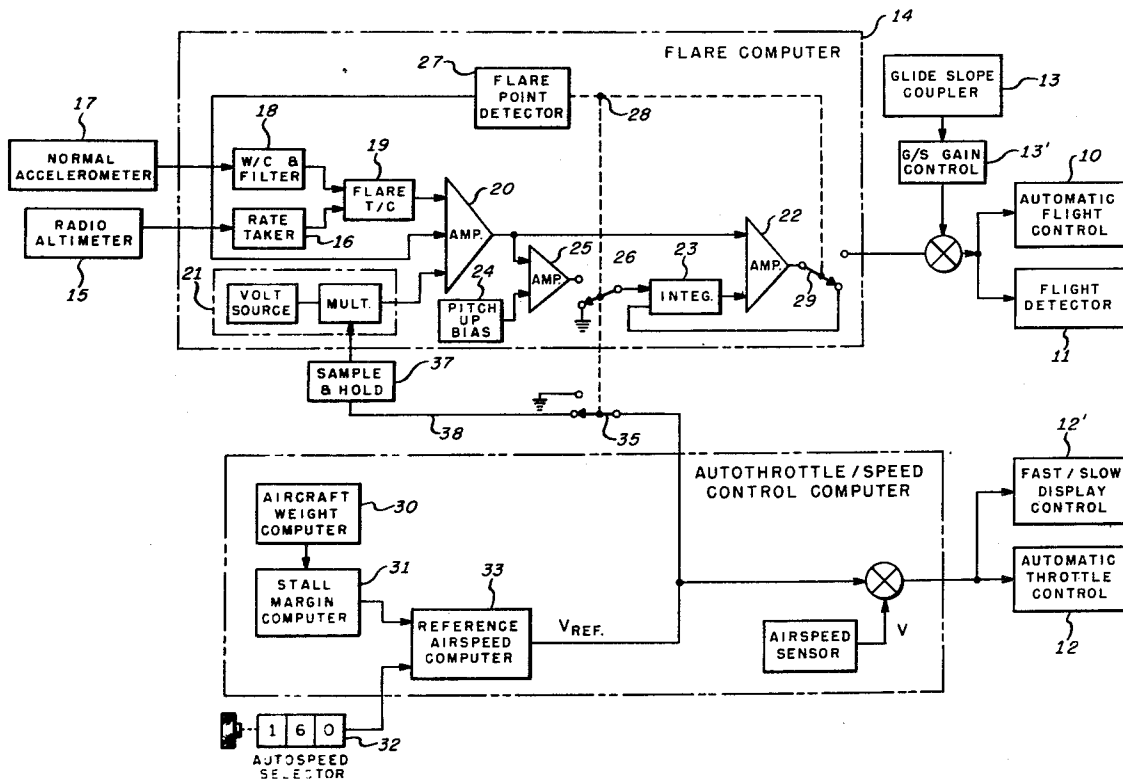 14
FLARE COMPUTER
27
FLARE
POINT
DETECTOR
28
GLIDE SLOPE
COUPLER
13
17
NORMAL
ACCELEROMETER
18
W/C &
FILTER
19
FLARE
T/C
20
AMP.
G/S GAIN
CONTROL
13'
10
AUTOMATIC
FLIGHT
CONTROL
RADIO
ALTIMETER
15
RATE
TAKER
16
22
AMP.
29
25
AMP.
26
23
INTEG.
24
PITCH
UP
BIAS
21
VOLT
SOURCE
MULT.
FLIGHT
DETECTOR
11
SAMPLE
& HOLD
37
38
35
AUTOTHROTTLE/SPEED
CONTROL COMPUTER
12'
FAST/SLOW
DISPLAY
CONTROL
AIRCRAFT
WEIGHT
COMPUTER
30
STALL
MARGIN
COMPUTER
31
33
REFERENCE
AIRSPEED
COMPUTER
VREF.
AIRSPEED
SENSOR
V
AUTOMATIC
THROTTLE
CONTROL
12
1 6 0
32
AUTOSPEED
SELECTOR